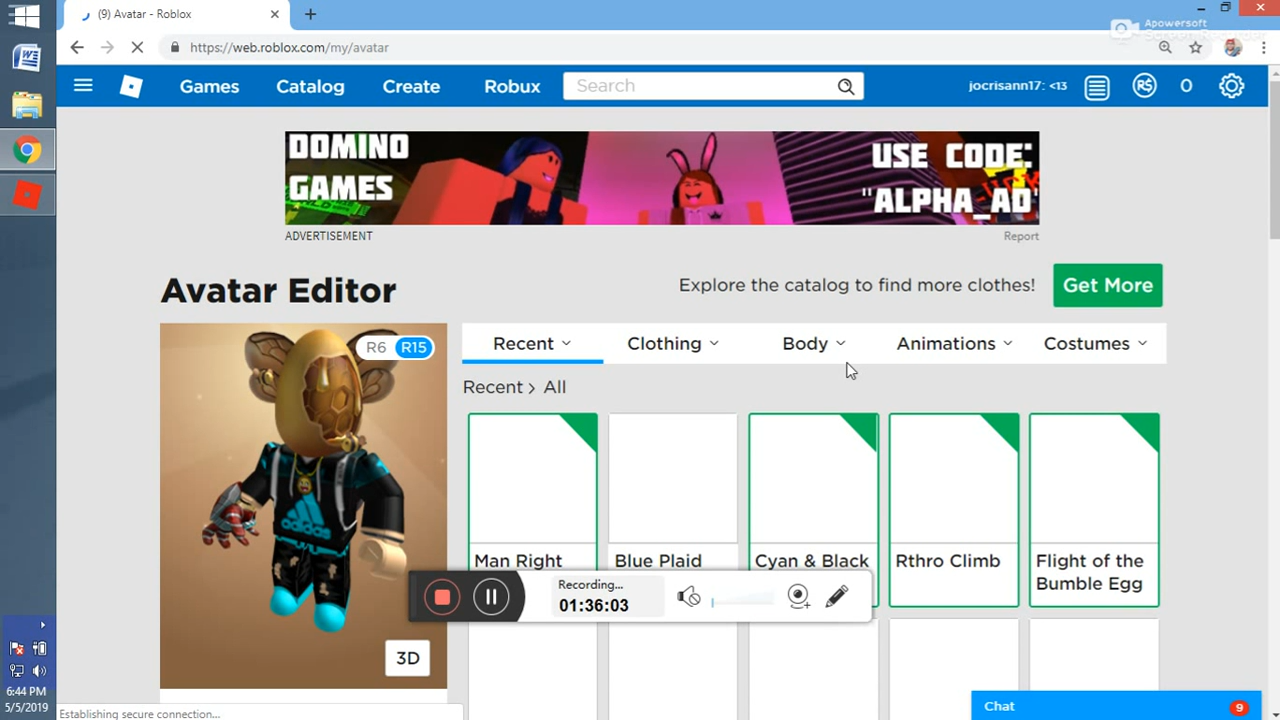 (9) Avatar - Roblox
Apowersoft
Screen Recorder
https://web.roblox.com/my/avatar
Games
Catalog
Create
Robux
Search
jocrisann17: <13
R$
0
DOMINO
GAMES
USE CODE:
"ALPHA_AD"
ADVERTISEMENT
Report
Avatar Editor
Explore the catalog to find more clothes!
Get More
R6
R15
Recent
Clothing
Body
Animations
Costumes
Recent > All
Man Right
Blue Plaid
Cyan & Black
Rthro Climb
Flight of the
Bumble Egg
Recording...
01:36:03
3D
6:44 PM
5/5/2019
Establishing secure connection...
Chat
9